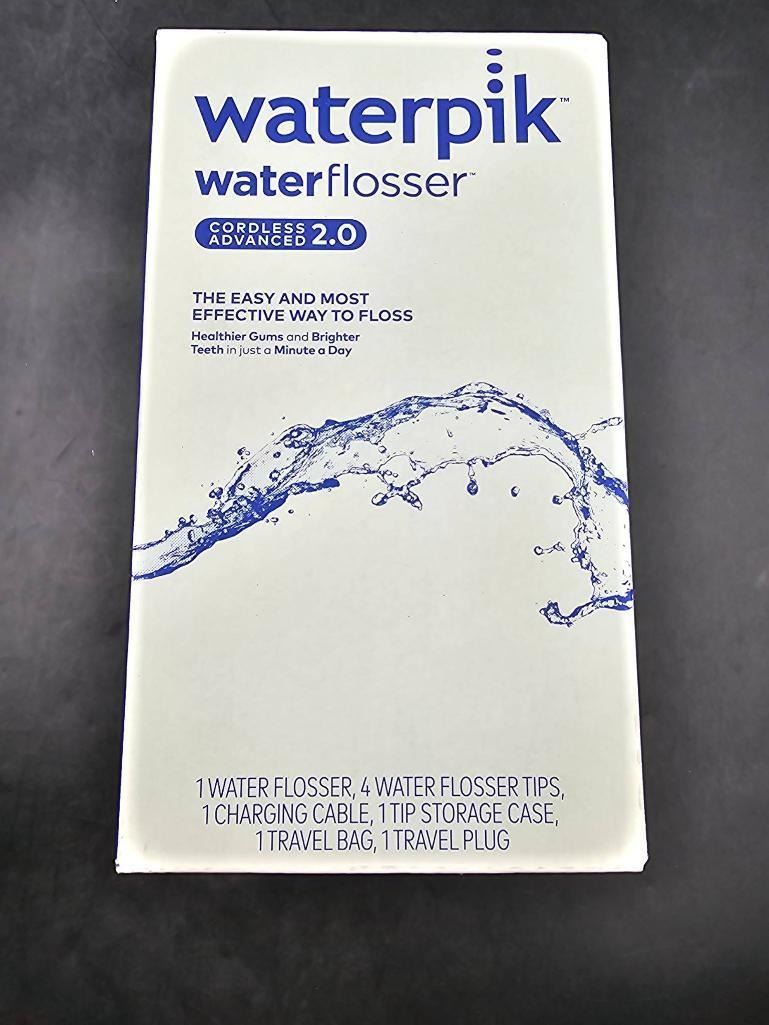 waterpik™
waterflosser™
CORDLESS
ADVANCED 2.0
THE EASY AND MOST
EFFECTIVE WAY TO FLOSS
Healthier Gums and Brighter
Teeth in just a Minute a Day
1 WATER FLOSSER, 4 WATER FLOSSER TIPS,
1 CHARGING CABLE, 1 TIP STORAGE CASE,
1 TRAVEL BAG, 1 TRAVEL PLUG